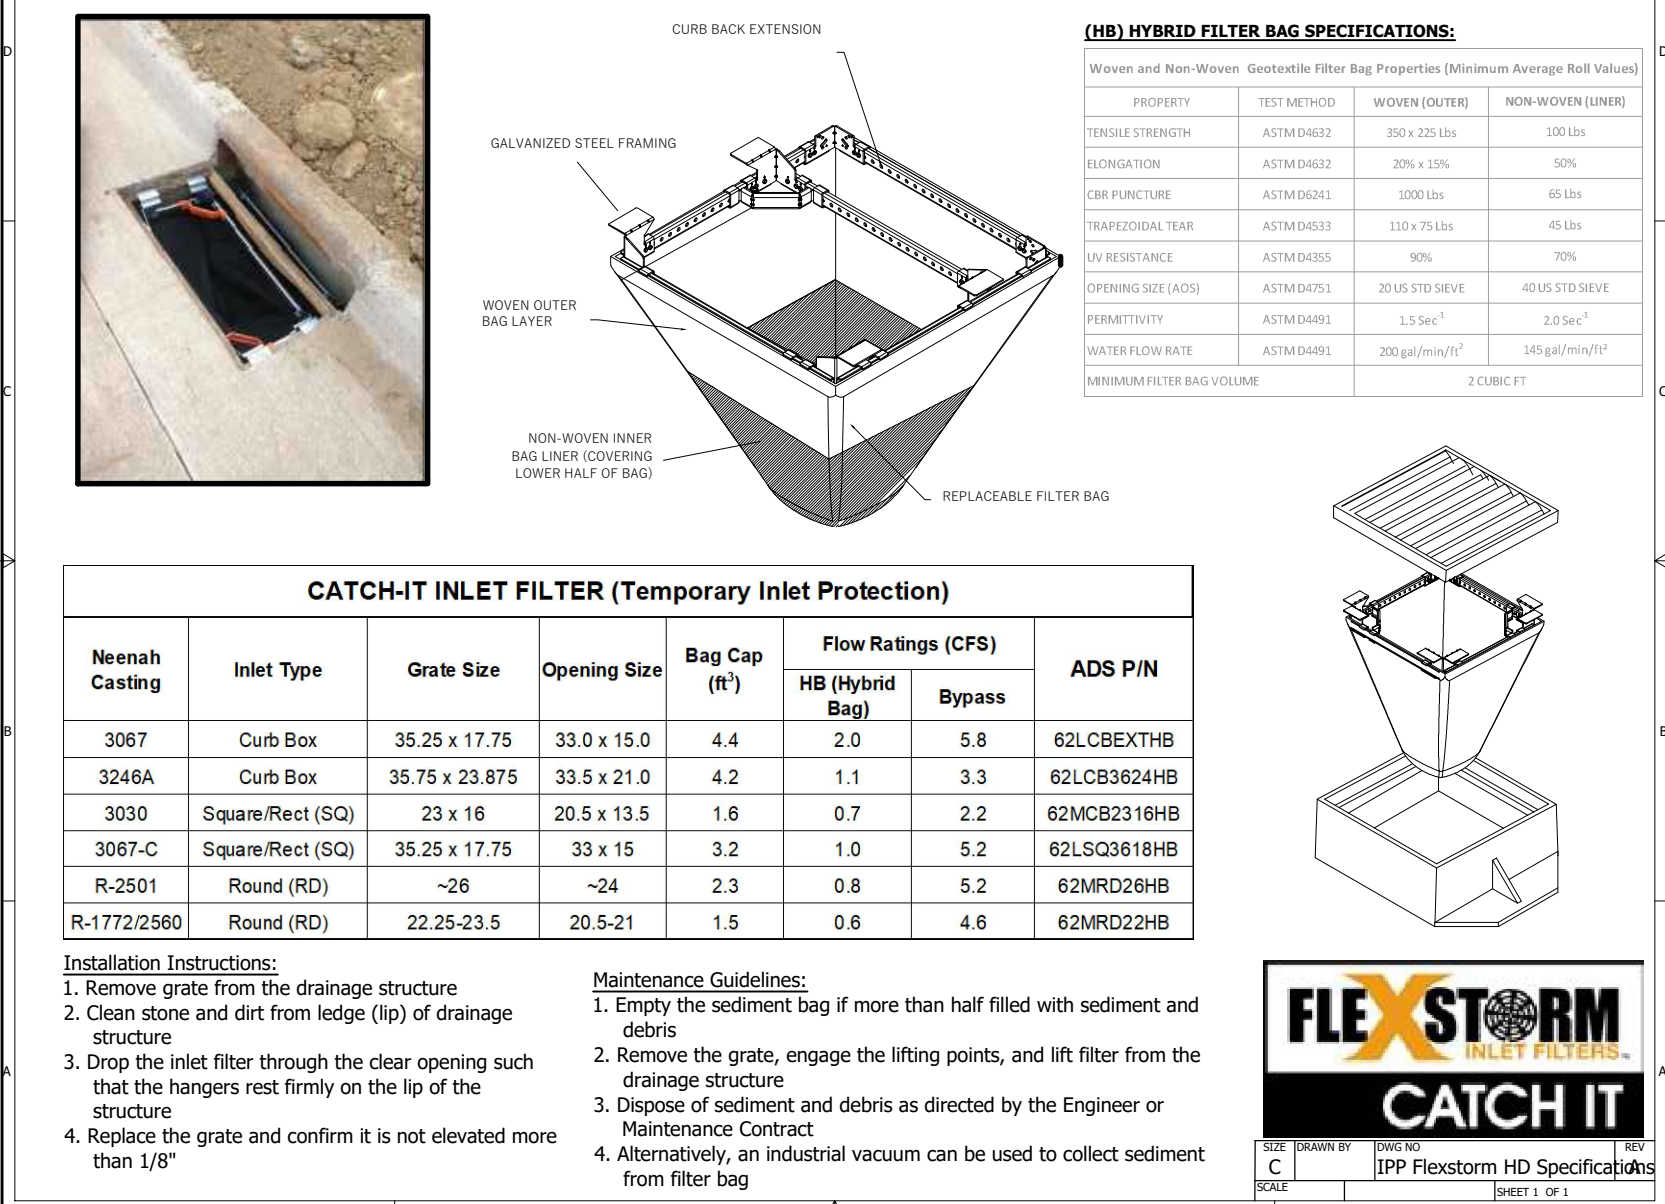 D
CURB BACK EXTENSION
GALVANIZED STEEL FRAMING
WOVEN OUTER
BAG LAYER
NON-WOVEN INNER
BAG LINER (COVERING
LOWER HALF OF BAG)
REPLACEABLE FILTER BAG
(HB) HYBRID FILTER BAG SPECIFICATIONS:
Woven and Non-Woven Geotextile Filter Bag Properties (Minimum Average Roll Values)
PROPERTY TEST METHOD WOVEN (OUTER) NON-WOVEN (LINER)
TENSILE STRENGTH ASTM D4632 350 x 225 Lbs 100 Lbs
ELONGATION ASTM D4632 20% x 15% 50%
CBR PUNCTURE ASTM D6241 1000 Lbs 65 Lbs
TRAPEZOIDAL TEAR ASTM D4533 110 x 75 Lbs 45 Lbs
UV RESISTANCE ASTM D4355 90% 70%
OPENING SIZE (AOS) ASTM D4751 20 US STD SIEVE 40 US STD SIEVE
PERMITTIVITY ASTM D4491 1.5 Sec⁻¹ 2.0 Sec⁻¹
WATER FLOW RATE ASTM D4491 200 gal/min/ft² 145 gal/min/ft²
MINIMUM FILTER BAG VOLUME 2 CUBIC FT
D
C
C
CATCH-IT INLET FILTER (Temporary Inlet Protection)
Neenah Casting Inlet Type Grate Size Opening Size Bag Cap (ft³) Flow Ratings (CFS) ADS P/N
HB (Hybrid Bag) Bypass
3067 Curb Box 35.25 x 17.75 33.0 x 15.0 4.4 2.0 5.8 62LCBEXTHB
3246A Curb Box 35.75 x 23.875 33.5 x 21.0 4.2 1.1 3.3 62LCB3624HB
3030 Square/Rect (SQ) 23 x 16 20.5 x 13.5 1.6 0.7 2.2 62MCB2316HB
3067-C Square/Rect (SQ) 35.25 x 17.75 33 x 15 3.2 1.0 5.2 62LSQ3618HB
R-2501 Round (RD) ~26 ~24 2.3 0.8 5.2 62MRD26HB
R-1772/2560 Round (RD) 22.25-23.5 20.5-21 1.5 0.6 4.6 62MRD22HB
B
B
Installation Instructions:
1. Remove grate from the drainage structure
2. Clean stone and dirt from ledge (lip) of drainage
structure
3. Drop the inlet filter through the clear opening such
that the hangers rest firmly on the lip of the
structure
4. Replace the grate and confirm it is not elevated more
than 1/8"
Maintenance Guidelines:
1. Empty the sediment bag if more than half filled with sediment and
debris
2. Remove the grate, engage the lifting points, and lift filter from the
drainage structure
3. Dispose of sediment and debris as directed by the Engineer or
Maintenance Contract
4. Alternatively, an industrial vacuum can be used to collect sediment
from filter bag
A
A
FLEXSTORM
INLET FILTERS
CATCH IT
SIZE DRAWN BY DWG NO REV
C IPP Flexstorm HD Specifications A
SCALE SHEET 1 OF 1